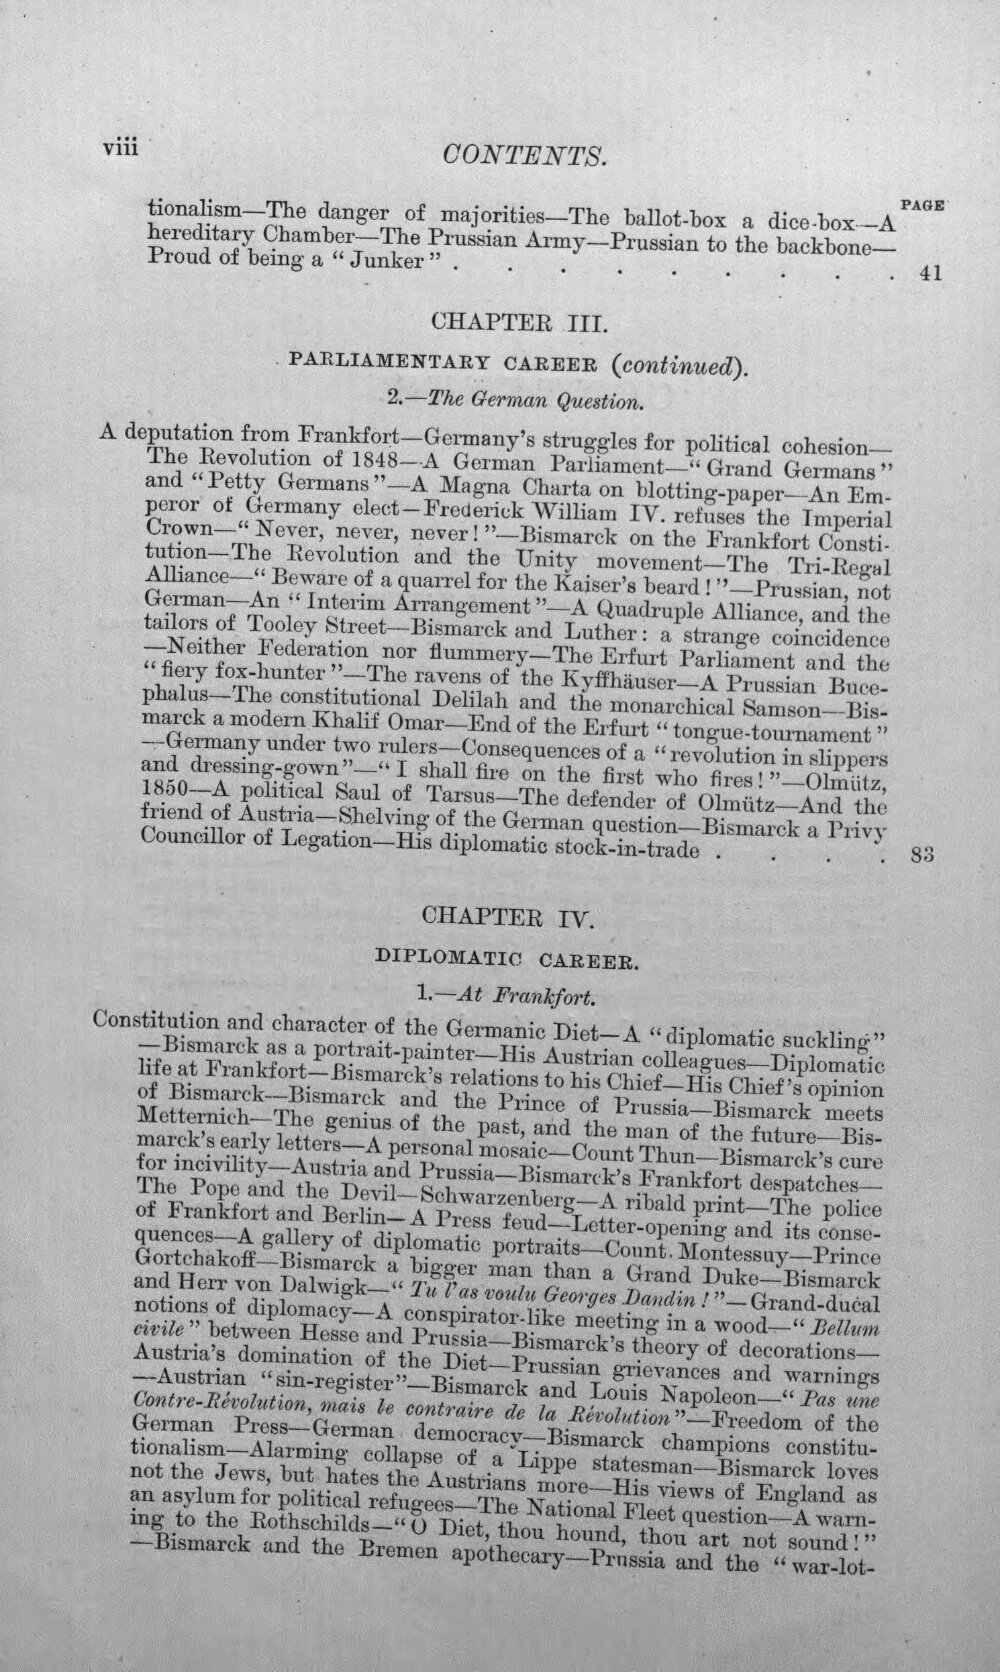 viii
CONTENTS.
PAGE
tionalism—The danger of majorities—The ballot-box a dice-box—A
hereditary Chamber—The Prussian Army—Prussian to the backbone—
Proud of being a “Junker” . . . . . . . . . 41
CHAPTER III.
PARLIAMENTARY CAREER (continued).
2.—The German Question.
A deputation from Frankfort—Germany’s struggles for political cohesion—
The Revolution of 1848—A German Parliament—“Grand Germans”
and “Petty Germans”—A Magna Charta on blotting-paper—An Em-
peror of Germany elect—Frederick William IV. refuses the Imperial
Crown—“Never, never, never!”—Bismarck on the Frankfort Consti-
tution—The Revolution and the Unity movement—The Tri-Regal
Alliance—“Beware of a quarrel for the Kaiser’s beard!”—Prussian, not
German—An “Interim Arrangement”—A Quadruple Alliance, and the
tailors of Tooley Street—Bismarck and Luther: a strange coincidence
—Neither Federation nor flummery—The Erfurt Parliament and the
“fiery fox-hunter”—The ravens of the Kyffhäuser—A Prussian Buce-
phalus—The constitutional Delilah and the monarchical Samson—Bis-
marck a modern Khalif Omar—End of the Erfurt “tongue-tournament”
—Germany under two rulers—Consequences of a “revolution in slippers
and dressing-gown”—“I shall fire on the first who fires!”—Olmütz,
1850—A political Saul of Tarsus—The defender of Olmütz—And the
friend of Austria—Shelving of the German question—Bismarck a Privy
Councillor of Legation—His diplomatic stock-in-trade . . . . 83
CHAPTER IV.
DIPLOMATIC CAREER.
1.—At Frankfort.
Constitution and character of the Germanic Diet—A “diplomatic suckling”
—Bismarck as a portrait-painter—His Austrian colleagues—Diplomatic
life at Frankfort—Bismarck’s relations to his Chief—His Chief’s opinion
of Bismarck—Bismarck and the Prince of Prussia—Bismarck meets
Metternich—The genius of the past, and the man of the future—Bis-
marck’s early letters—A personal mosaic—Count Thun—Bismarck’s cure
for incivility—Austria and Prussia—Bismarck’s Frankfort despatches—
The Pope and the Devil—Schwarzenberg—A ribald print—The police
of Frankfort and Berlin—A Press feud—Letter-opening and its conse-
quences—A gallery of diplomatic portraits—Count Montessuy—Prince
Gortchakoff—Bismarck a bigger man than a Grand Duke—Bismarck
and Herr von Dalwigk—“Tu l’as voulu Georges Dandin!”—Grand-ducal
notions of diplomacy—A conspirator-like meeting in a wood—“Bellum
civile” between Hesse and Prussia—Bismarck’s theory of decorations—
Austria’s domination of the Diet—Prussian grievances and warnings
—Austrian “sin-register”—Bismarck and Louis Napoleon—“Pas une
Contre-Révolution, mais le contraire de la Révolution”—Freedom of the
German Press—German democracy—Bismarck champions constitu-
tionalism—Alarming collapse of a Lippe statesman—Bismarck loves
not the Jews, but hates the Austrians more—His views of England as
an asylum for political refugees—The National Fleet question—A warn-
ing to the Rothschilds—“O Diet, thou hound, thou art not sound!”
—Bismarck and the Bremen apothecary—Prussia and the “war-lot-